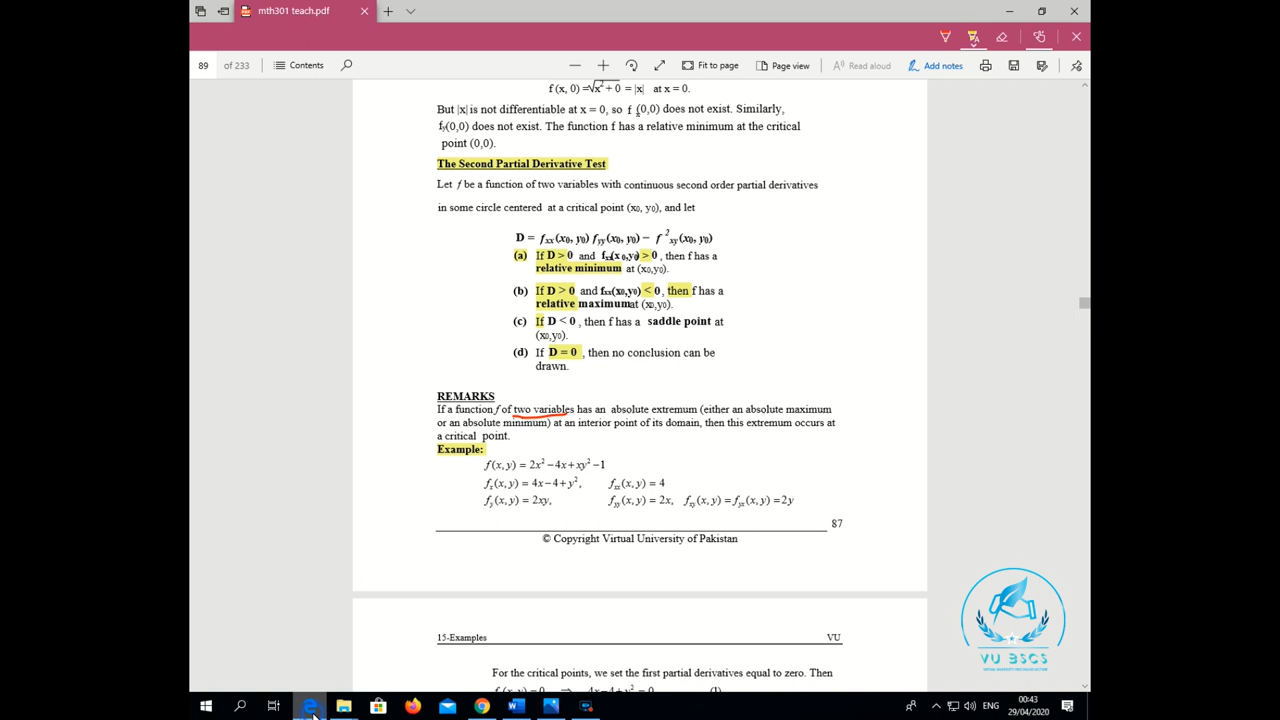 mth301 teach.pdf
89 of 233 Contents Fit to page Page view Read aloud Add notes
f (x, 0) =√x² + 0 = |x| at x = 0.
But |x| is not differentiable at x = 0, so fx(0,0) does not exist. Similarly,
fy(0,0) does not exist. The function f has a relative minimum at the critical
point (0,0).
The Second Partial Derivative Test
Let f be a function of two variables with continuous second order partial derivatives
in some circle centered at a critical point (x0, y0), and let
D = fxx(x0, y0) fyy(x0, y0) − f²xy(x0, y0)
(a) If D > 0 and fxx(x0,y0) > 0 , then f has a
relative minimum at (x0,y0).
(b) If D > 0 and fxx(x0,y0) < 0 , then f has a
relative maximum at (x0,y0).
(c) If D < 0 , then f has a saddle point at
(x0,y0).
(d) If D = 0 , then no conclusion can be
drawn.
REMARKS
If a function f of two variables has an absolute extremum (either an absolute maximum
or an absolute minimum) at an interior point of its domain, then this extremum occurs at
a critical point.
Example:
f(x, y) = 2x² −4x+xy² −1
fx(x, y) = 4x−4+y², fxx(x, y) = 4
fy(x, y) = 2xy, fyy(x, y) = 2x, fxy(x, y) = fyx(x, y) = 2y
87
© Copyright Virtual University of Pakistan
VU BSCS
15-Examples VU
For the critical points, we set the first partial derivatives equal to zero. Then
fx(x, y) = 0 ⇒ 4x−4+y² = 0 (1)
ENG
00:43
29/04/2020